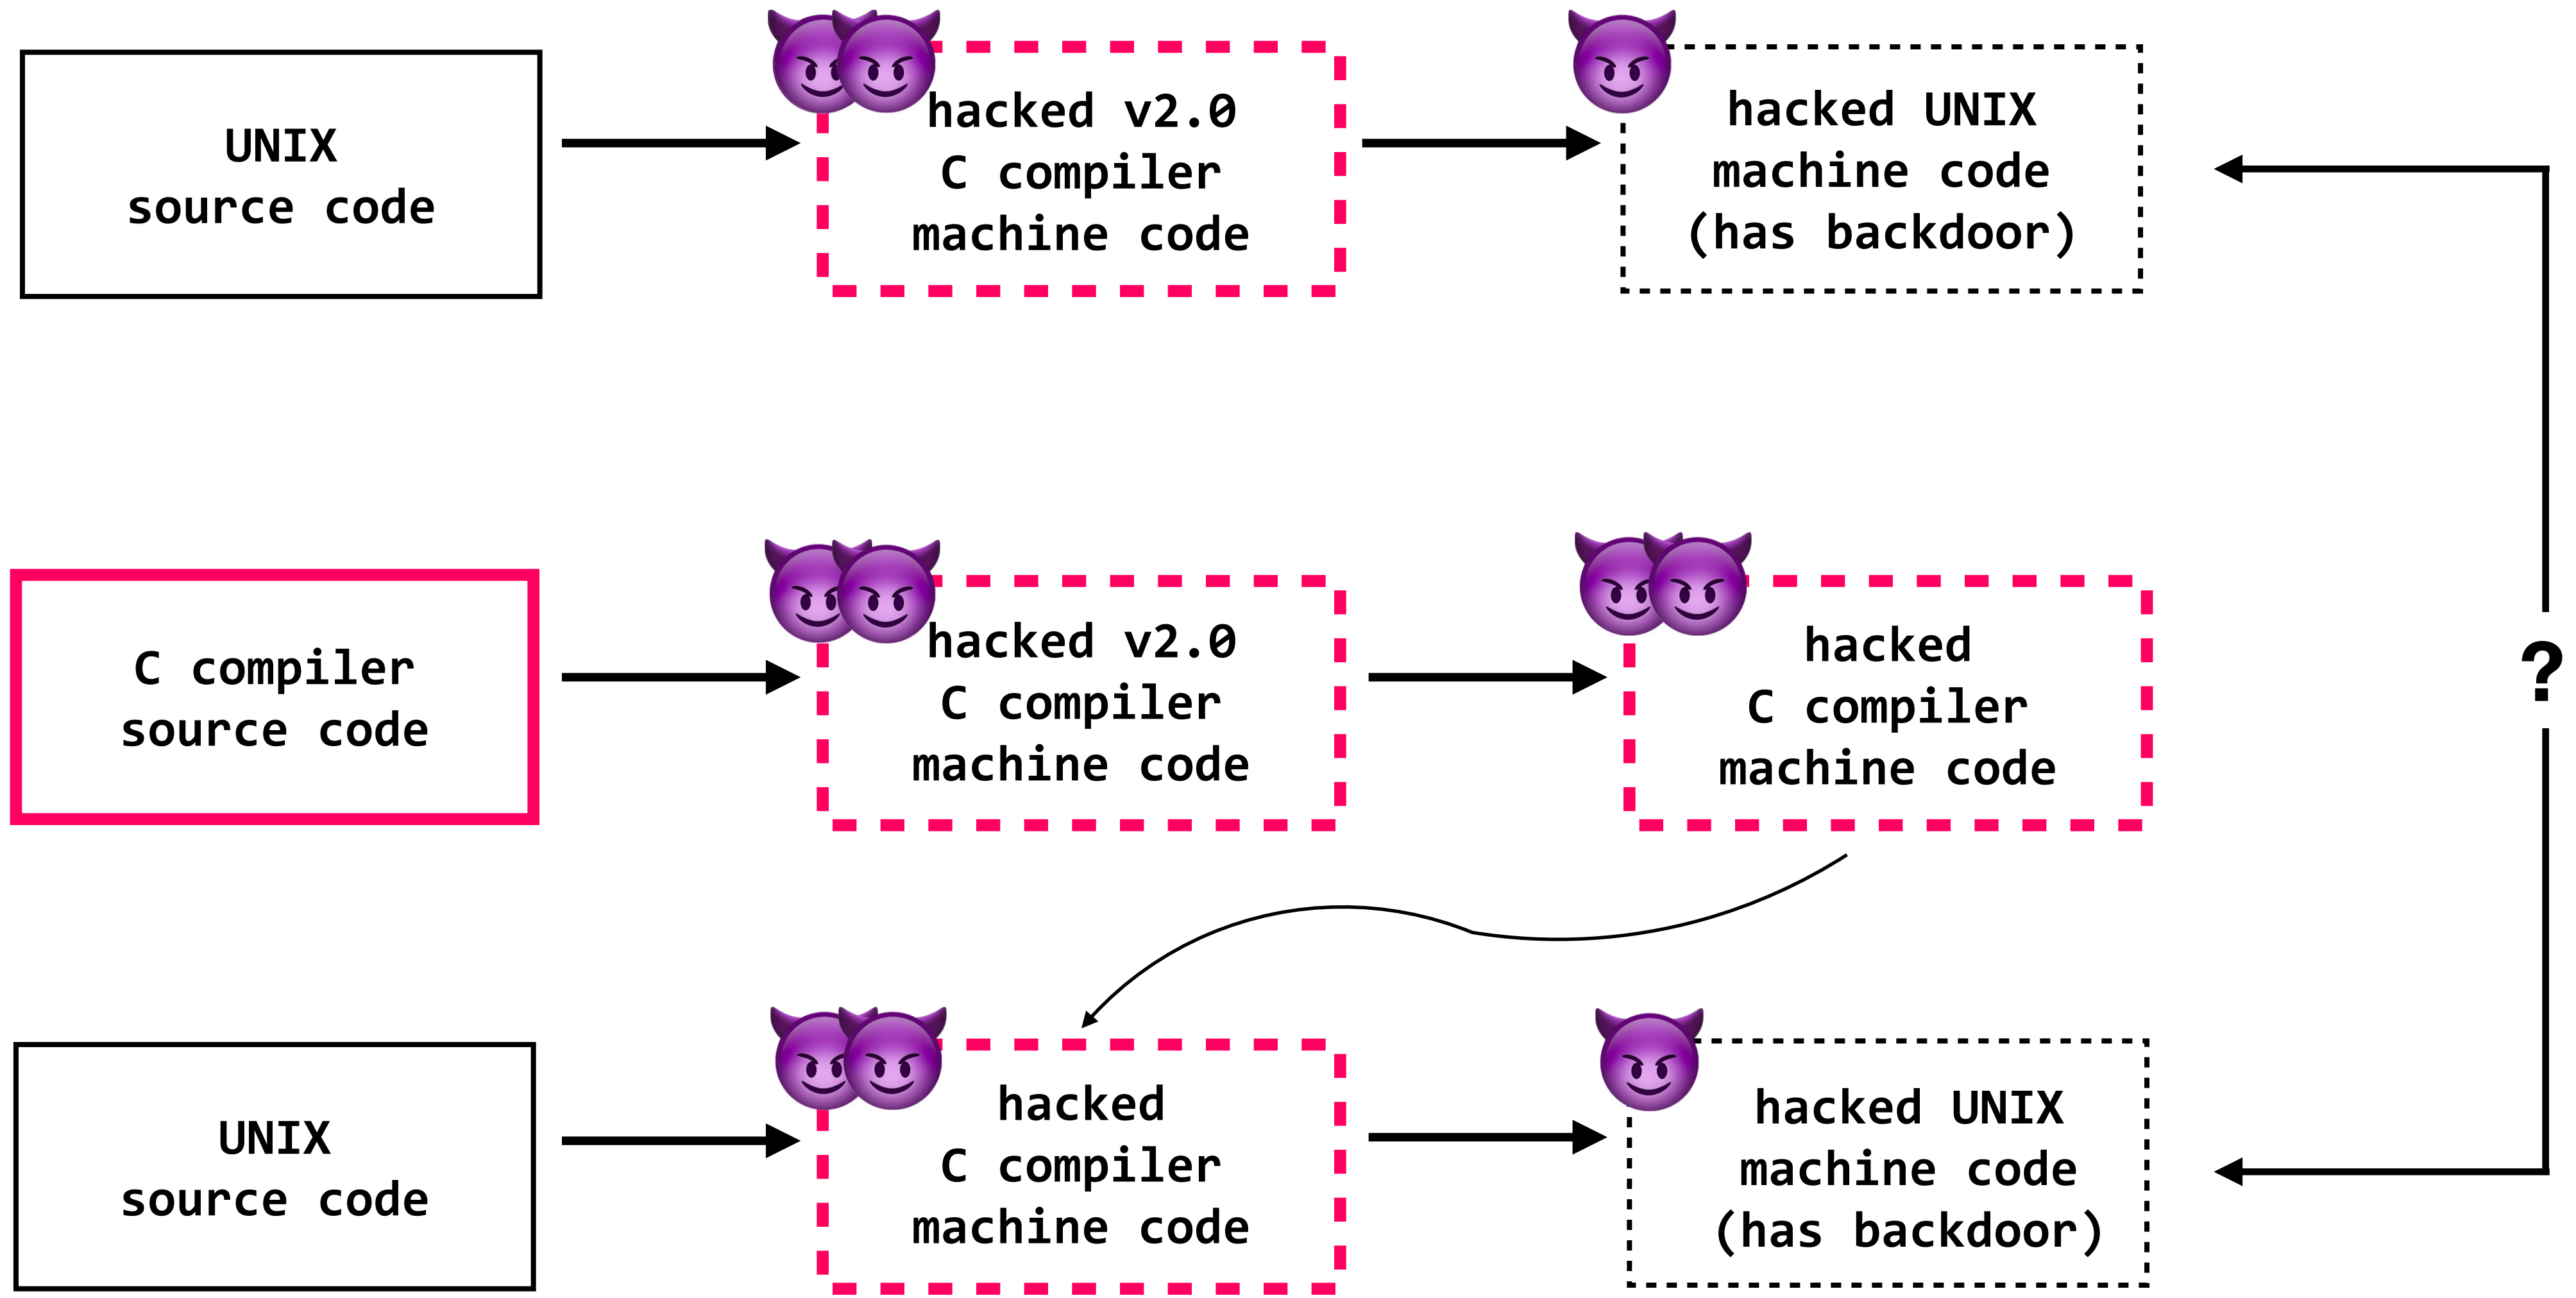 UNIX
source code
hacked v2.0
C compiler
machine code
hacked UNIX
machine code
(has backdoor)
C compiler
source code
hacked v2.0
C compiler
machine code
hacked
C compiler
machine code
?
UNIX
source code
hacked
C compiler
machine code
hacked UNIX
machine code
(has backdoor)